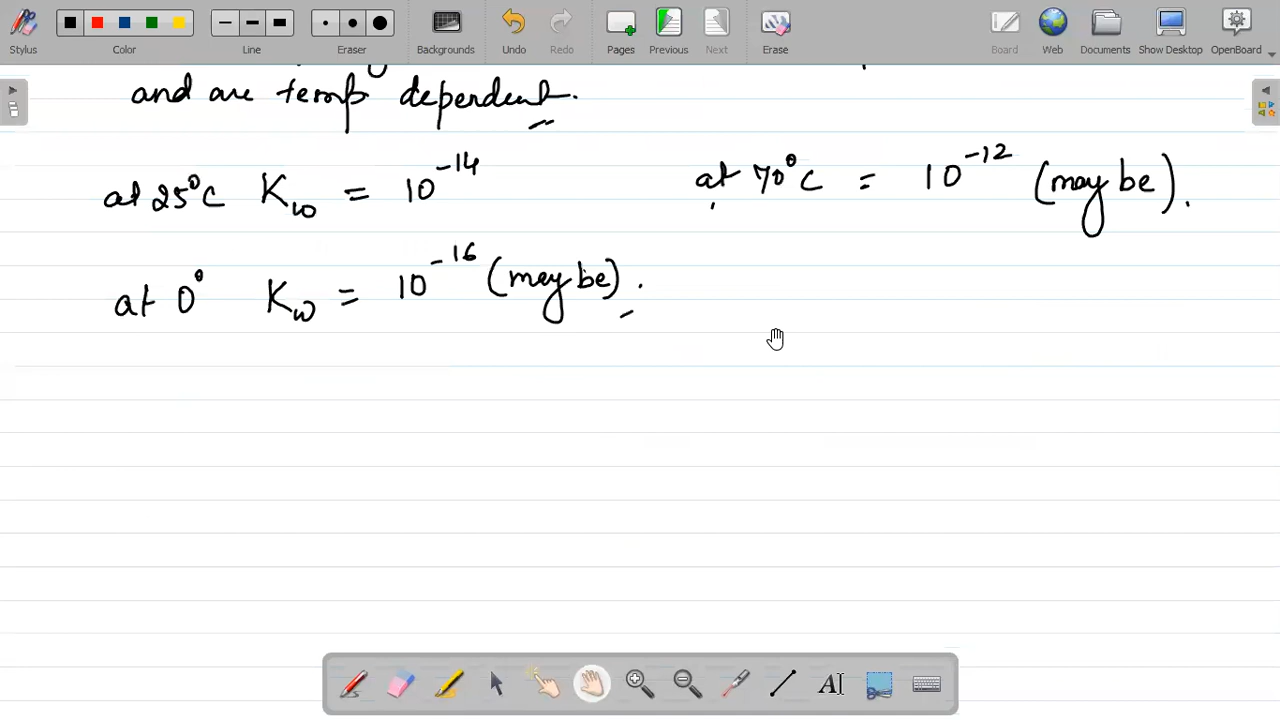 Stylus
Color
Line
Eraser
Backgrounds
Undo
Redo
Pages
Previous
Next
Erase
Board
Web
Documents
Show Desktop
OpenBoard
and are temp dependent.
at 25°C Kw = 10^-14
at 70°C = 10^-12 (may be).
at 0° Kw = 10^-16 (may be).